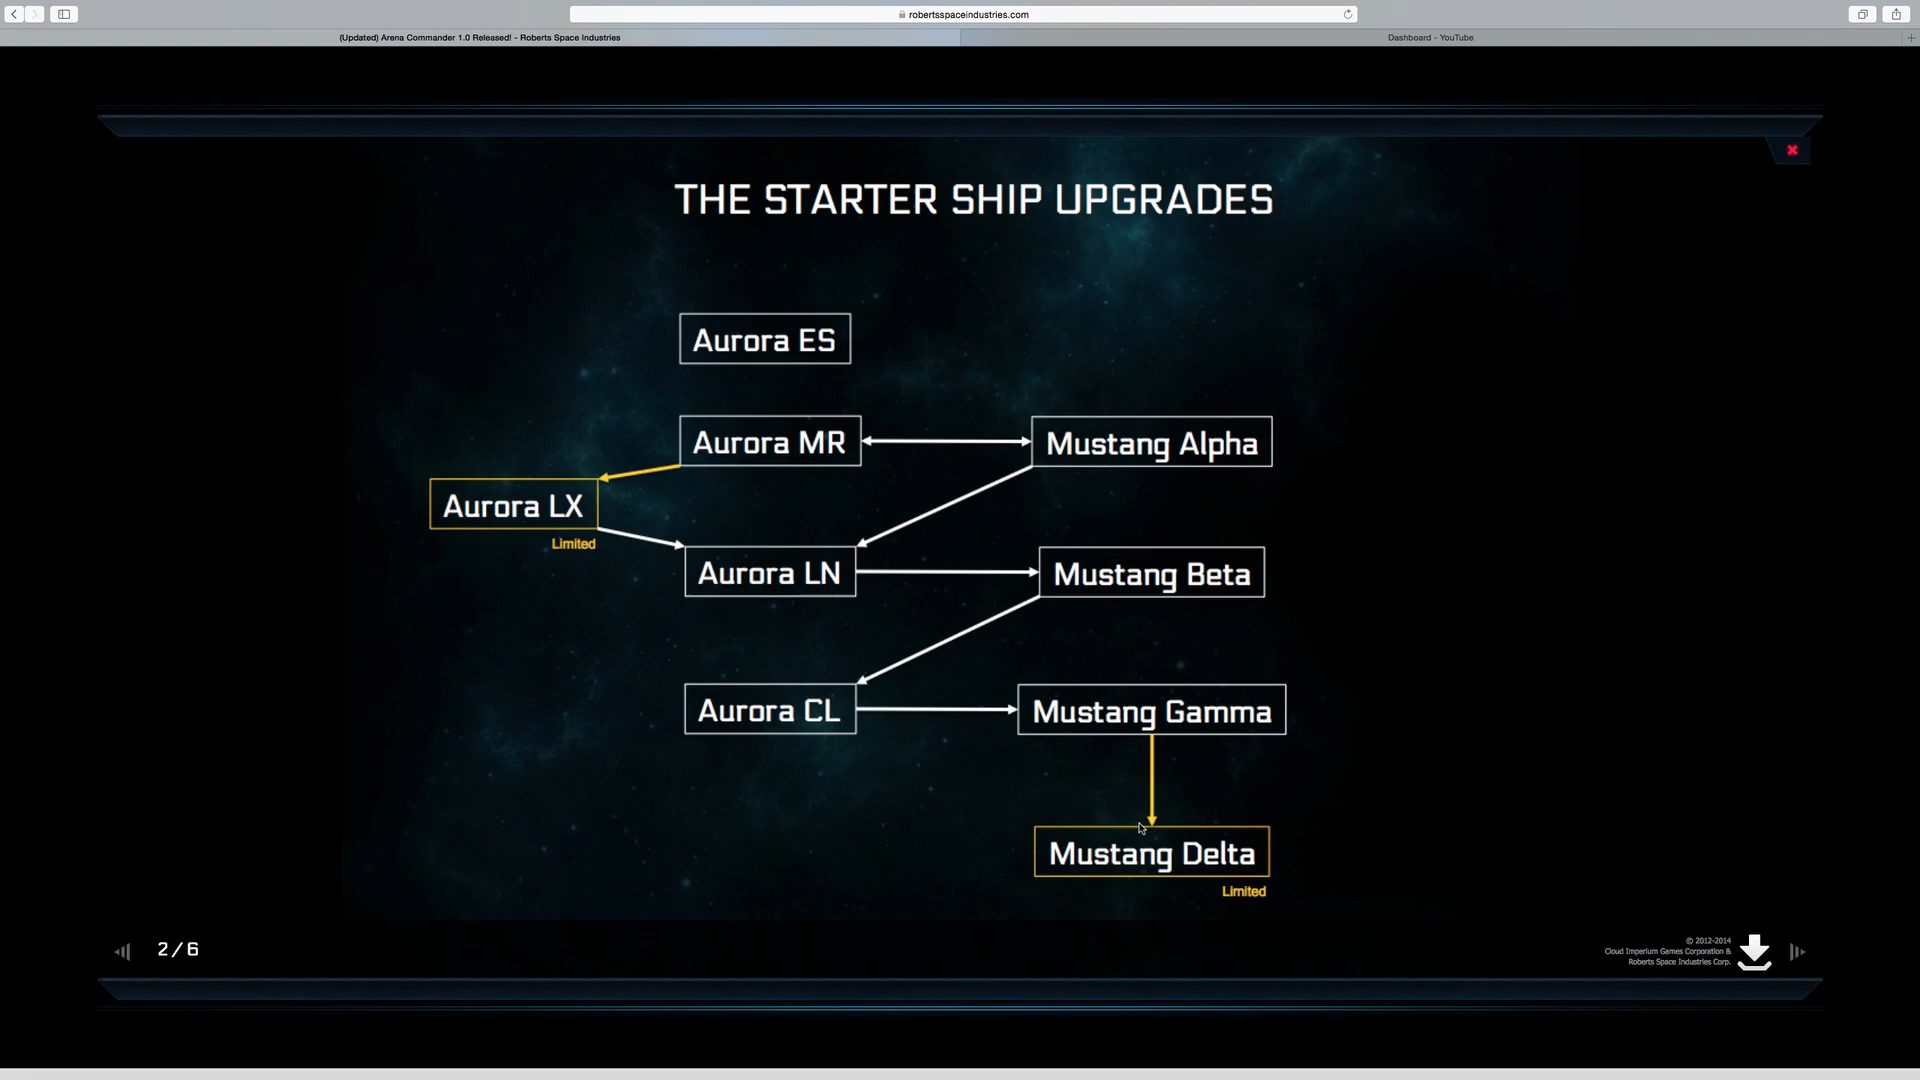 robertsspaceindustries.com
(Updated) Arena Commander 1.0 Released! - Roberts Space Industries
Dashboard - YouTube
THE STARTER SHIP UPGRADES
Aurora ES
Aurora MR
Mustang Alpha
Aurora LX
Limited
Aurora LN
Mustang Beta
Aurora CL
Mustang Gamma
Mustang Delta
Limited
2/6
© 2012-2014
Cloud Imperium Games Corporation &
Roberts Space Industries Corp.